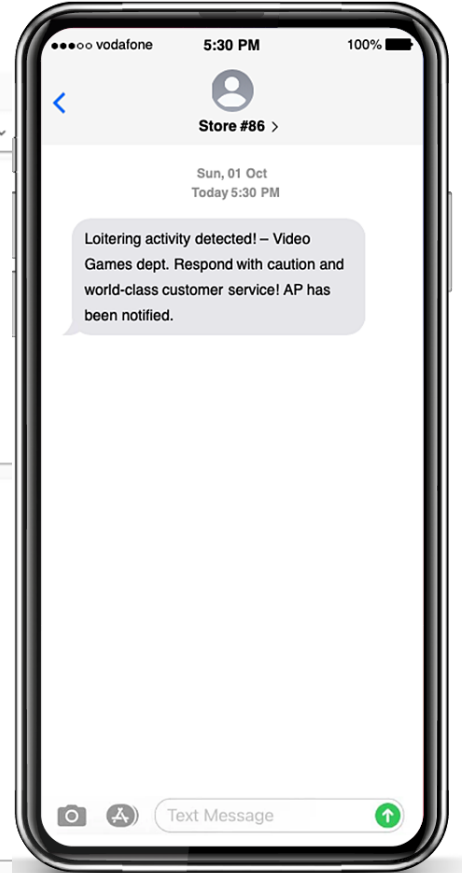 vodafone 5:30 PM 100%
Store #86
Sun, 01 Oct
Today 5:30 PM
Loitering activity detected! – Video
Games dept. Respond with caution and
world-class customer service! AP has
been notified.
Text Message